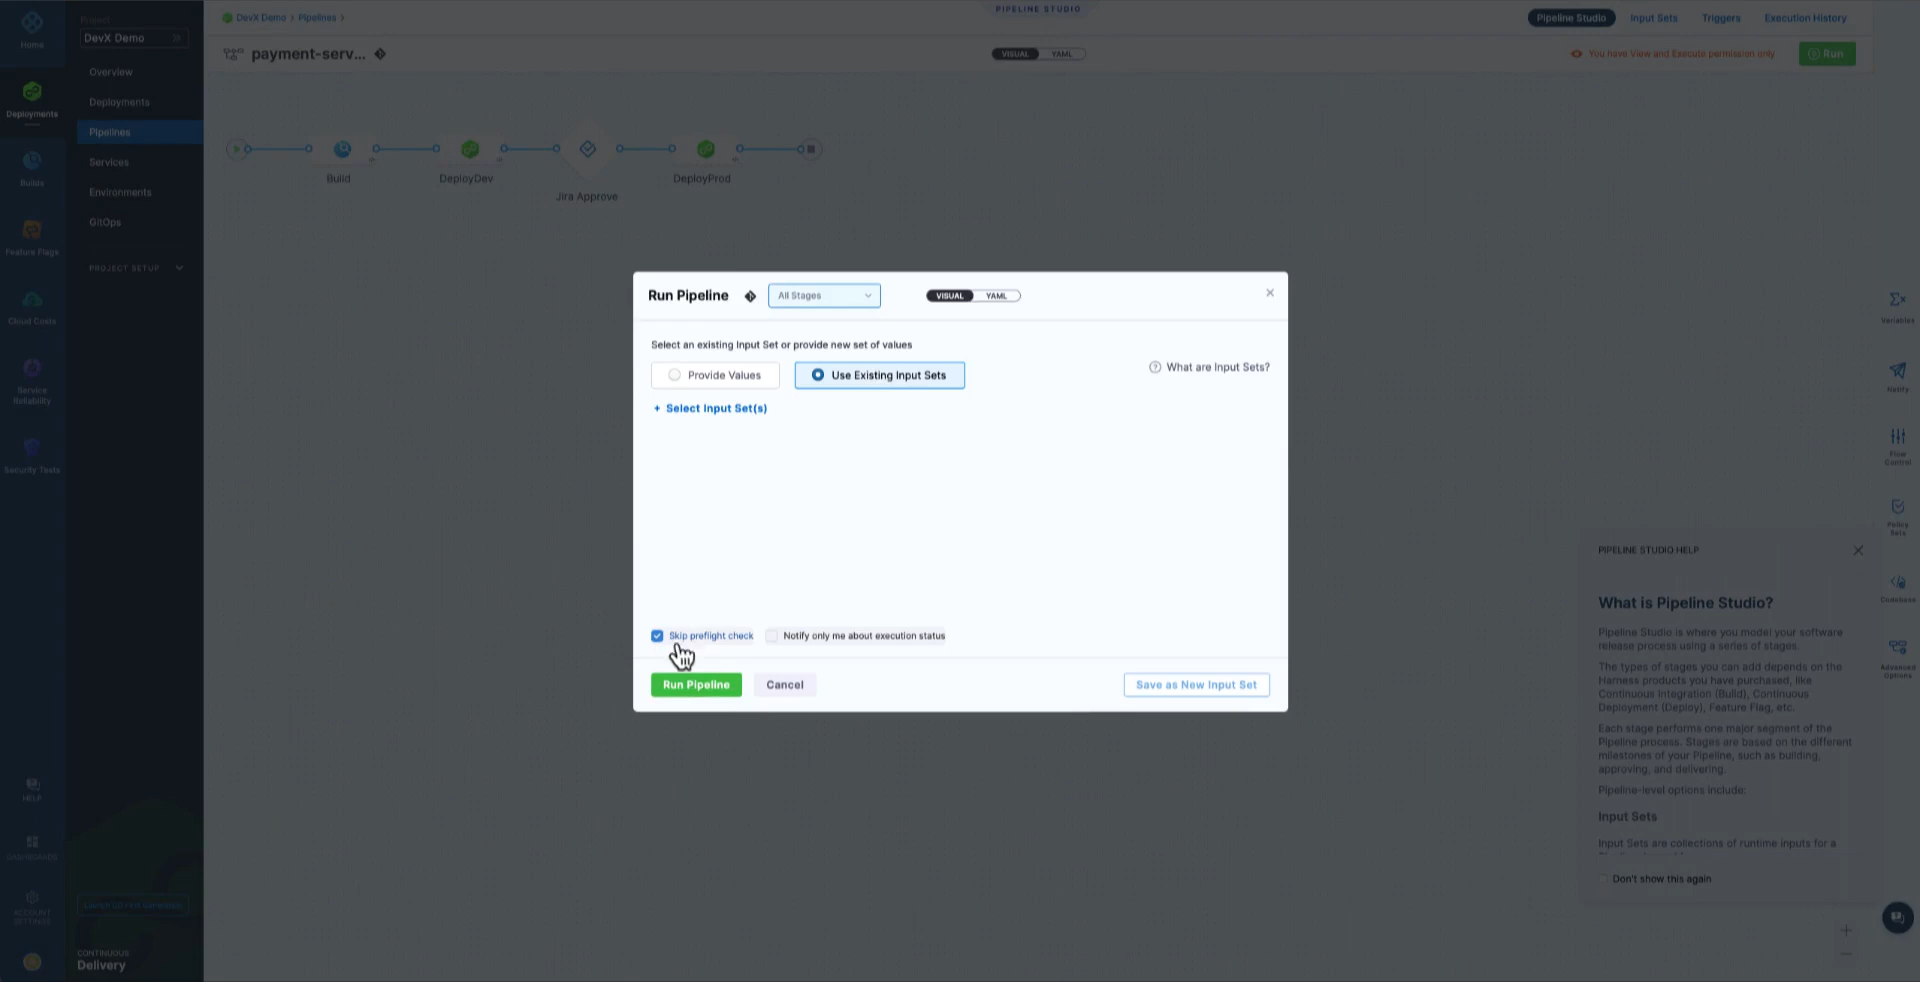 PIPELINE STUDIO
Home
Project
DevX Demo
Deployments
Builds
Feature Flags
Cloud Costs
Service
Reliability
Security Tests
HELP
DASHBOARDS
ACCOUNT
SETTINGS
Overview
Deployments
Pipelines
Services
Environments
GitOps
PROJECT SETUP
CONTINUOUS
Delivery
DevX Demo > Pipelines >
Pipeline Studio
Input Sets
Triggers
Execution History
payment-serv...
VISUAL
YAML
You have View and Execute permission only
Run
Build
DeployDev
Jira Approve
DeployProd
Run Pipeline
All Stages
VISUAL
YAML
Select an existing Input Set or provide new set of values
Provide Values
Use Existing Input Sets
What are Input Sets?
+ Select Input Set(s)
Skip preflight check
Notify only me about execution status
Run Pipeline
Cancel
Save as New Input Set
Variables
Notify
Flow
Control
Policy
Sets
Codebase
Advanced
Options
PIPELINE STUDIO HELP
What is Pipeline Studio?
Pipeline Studio is where you model your software
release process using a series of stages.
The types of stages you can add depends on the
Harness products you have purchased, like
Continuous Integration (Build), Continuous
Deployment (Deploy), Feature Flag, etc.
Each stage performs one major segment of the
Pipeline process. Stages are based on the different
milestones of your Pipeline, such as building,
approving, and delivering.
Pipeline-level options include:
Input Sets
Input Sets are collections of runtime inputs for a
Don't show this again